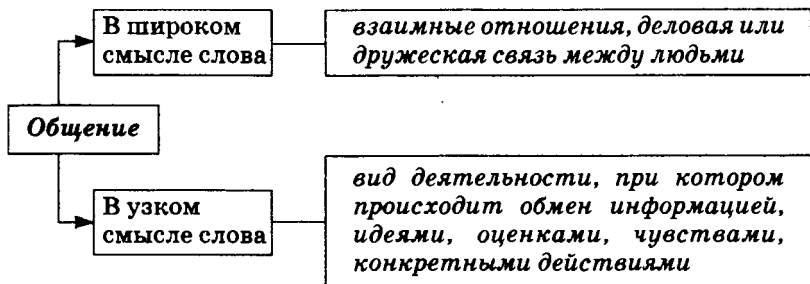 Общение
В широком
смысле слова
взаимные отношения, деловая или
дружеская связь между людьми
В узком
смысле слова
вид деятельности, при котором
происходит обмен информацией,
идеями, оценками, чувствами,
конкретными действиями